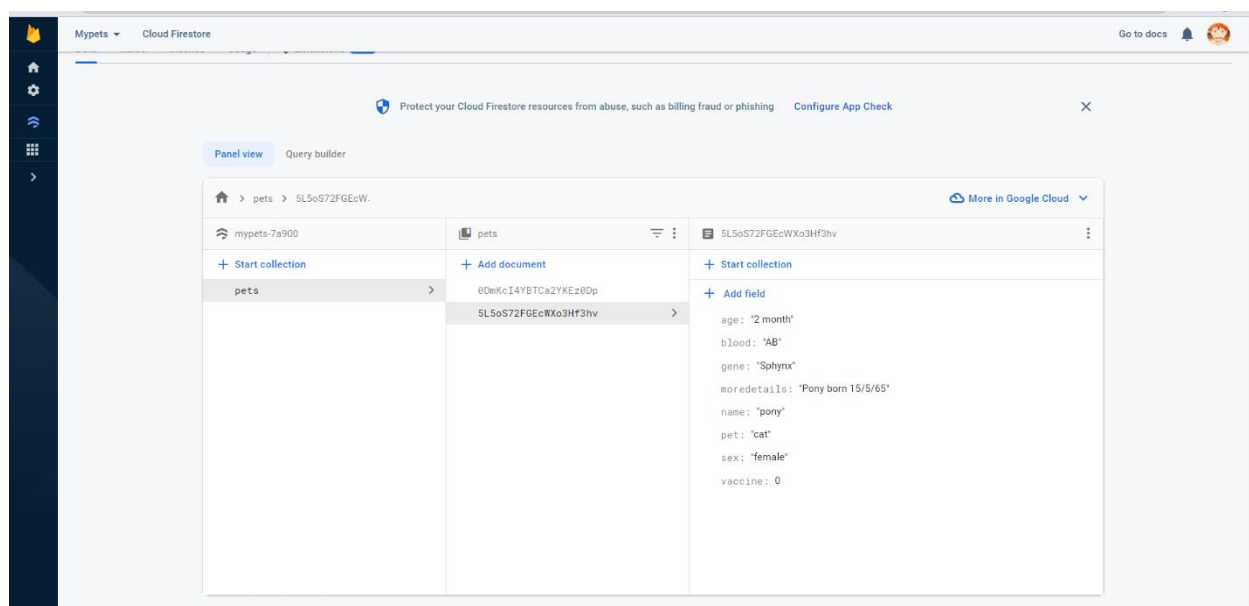 Mypets Cloud Firestore Go to docs
Protect your Cloud Firestore resources from abuse, such as billing fraud or phishing Configure App Check
Panel view Query builder
> pets > 5L5oS72FGEcW.
More in Google Cloud
mypets-7a900
+ Start collection
pets
pets
+ Add document
0DmKcI4YBTCa2YKEz0Dp
5L5oS72FGEcWXo3Hf3hv
5L5oS72FGEcWXo3Hf3hv
+ Start collection
+ Add field
age: "2 month"
blood: "AB"
gene: "Sphynx"
moredetails: "Pony born 15/5/65"
name: "pony"
pet: "cat"
sex: "female"
vaccine: 0